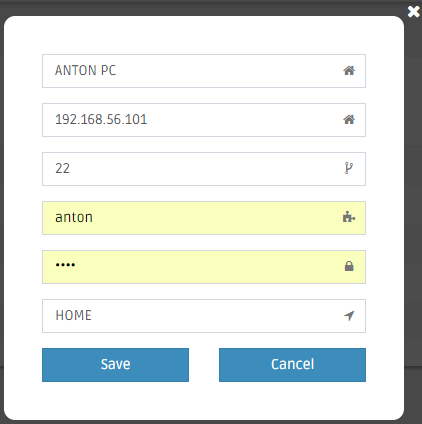 ANTON PC
192.168.56.101
22
anton
••••
HOME
Save Cancel